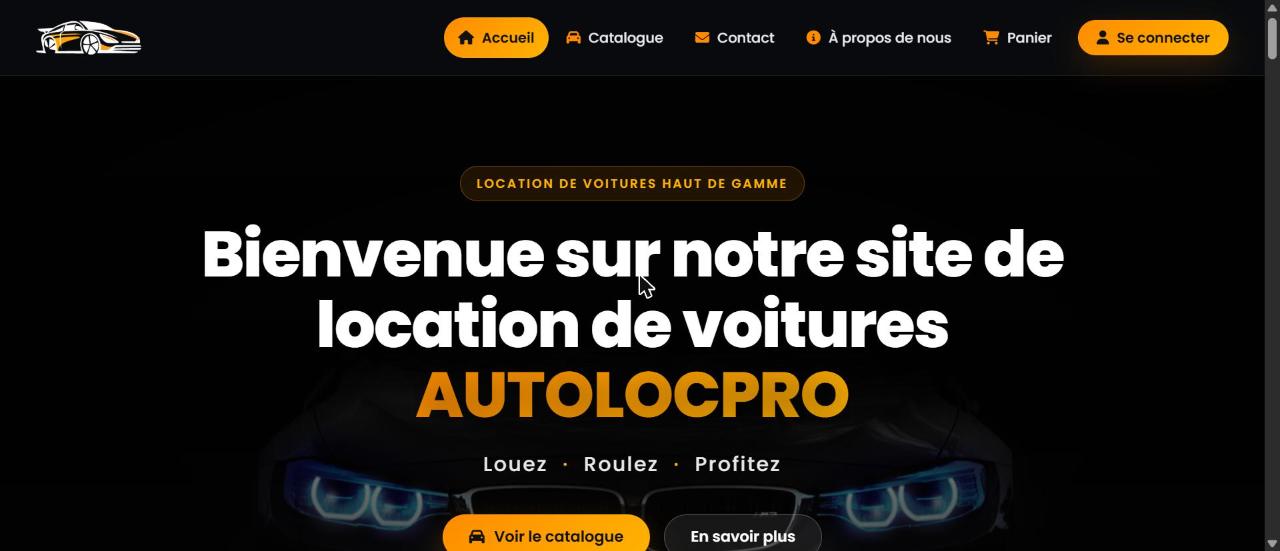 Accueil
Catalogue
Contact
À propos de nous
Panier
Se connecter
LOCATION DE VOITURES HAUT DE GAMME
Bienvenue sur notre site de
location de voitures
AUTOLOCPRO
Louez · Roulez · Profitez
Voir le catalogue
En savoir plus